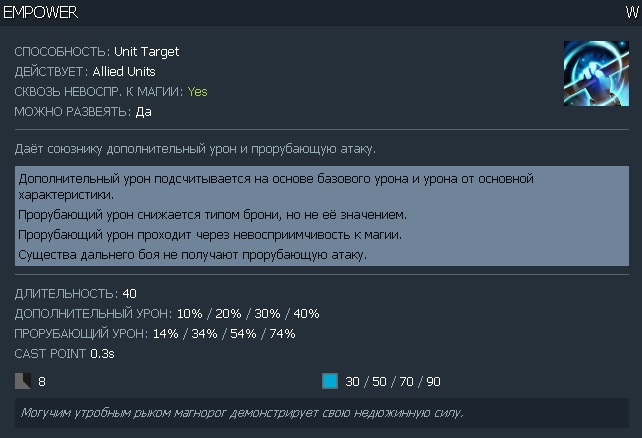 EMPOWER W
СПОСОБНОСТЬ: Unit Target
ДЕЙСТВУЕТ: Allied Units
СКВОЗЬ НЕВОСПР. К МАГИИ: Yes
МОЖНО РАЗВЕЯТЬ: Да
Даёт союзнику дополнительный урон и прорубающую атаку.
Дополнительный урон подсчитывается на основе базового урона и урона от основной
характеристики.
Прорубающий урон снижается типом брони, но не её значением.
Прорубающий урон проходит через невосприимчивость к магии.
Существа дальнего боя не получают прорубающую атаку.
ДЛИТЕЛЬНОСТЬ: 40
ДОПОЛНИТЕЛЬНЫЙ УРОН: 10% / 20% / 30% / 40%
ПРОРУБАЮЩИЙ УРОН: 14% / 34% / 54% / 74%
CAST POINT 0.3s
8 30 / 50 / 70 / 90
Могучим утробным рыком магнорог демонстрирует свою недюжинную силу.